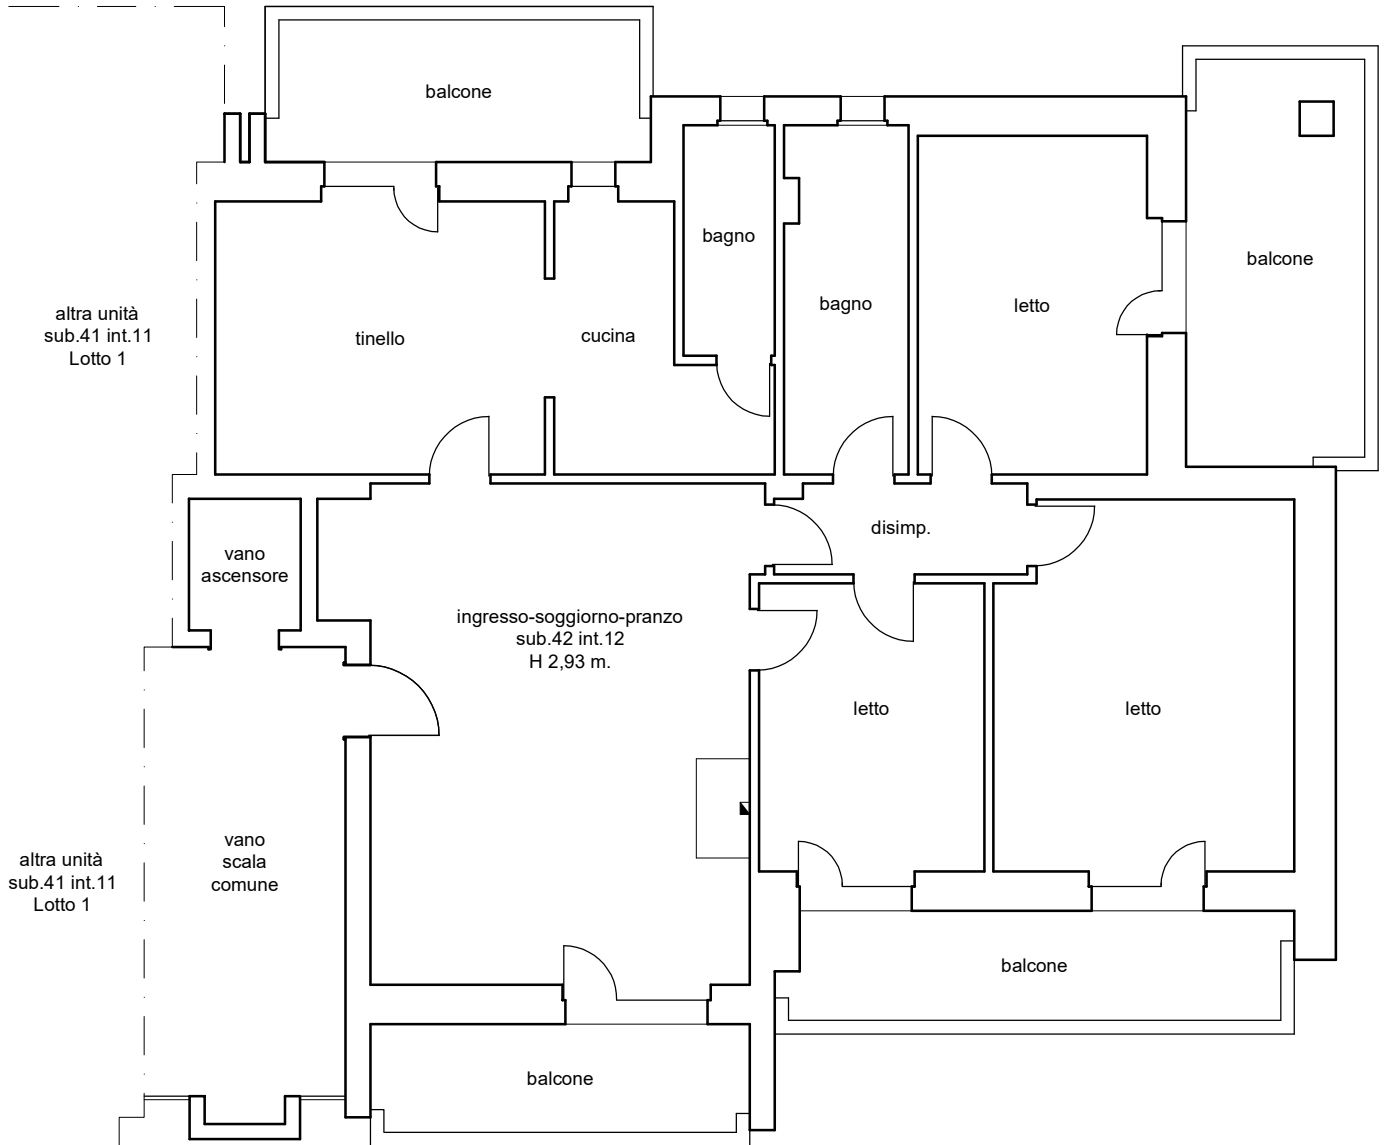 balcone
bagno
balcone
bagno
letto
altra unità
sub.41 int.11
Lotto 1
tinello
cucina
disimp.
vano
ascensore
ingresso-soggiorno-pranzo
sub.42 int.12
H 2,93 m.
letto
letto
vano
scala
comune
altra unità
sub.41 int.11
Lotto 1
balcone
balcone